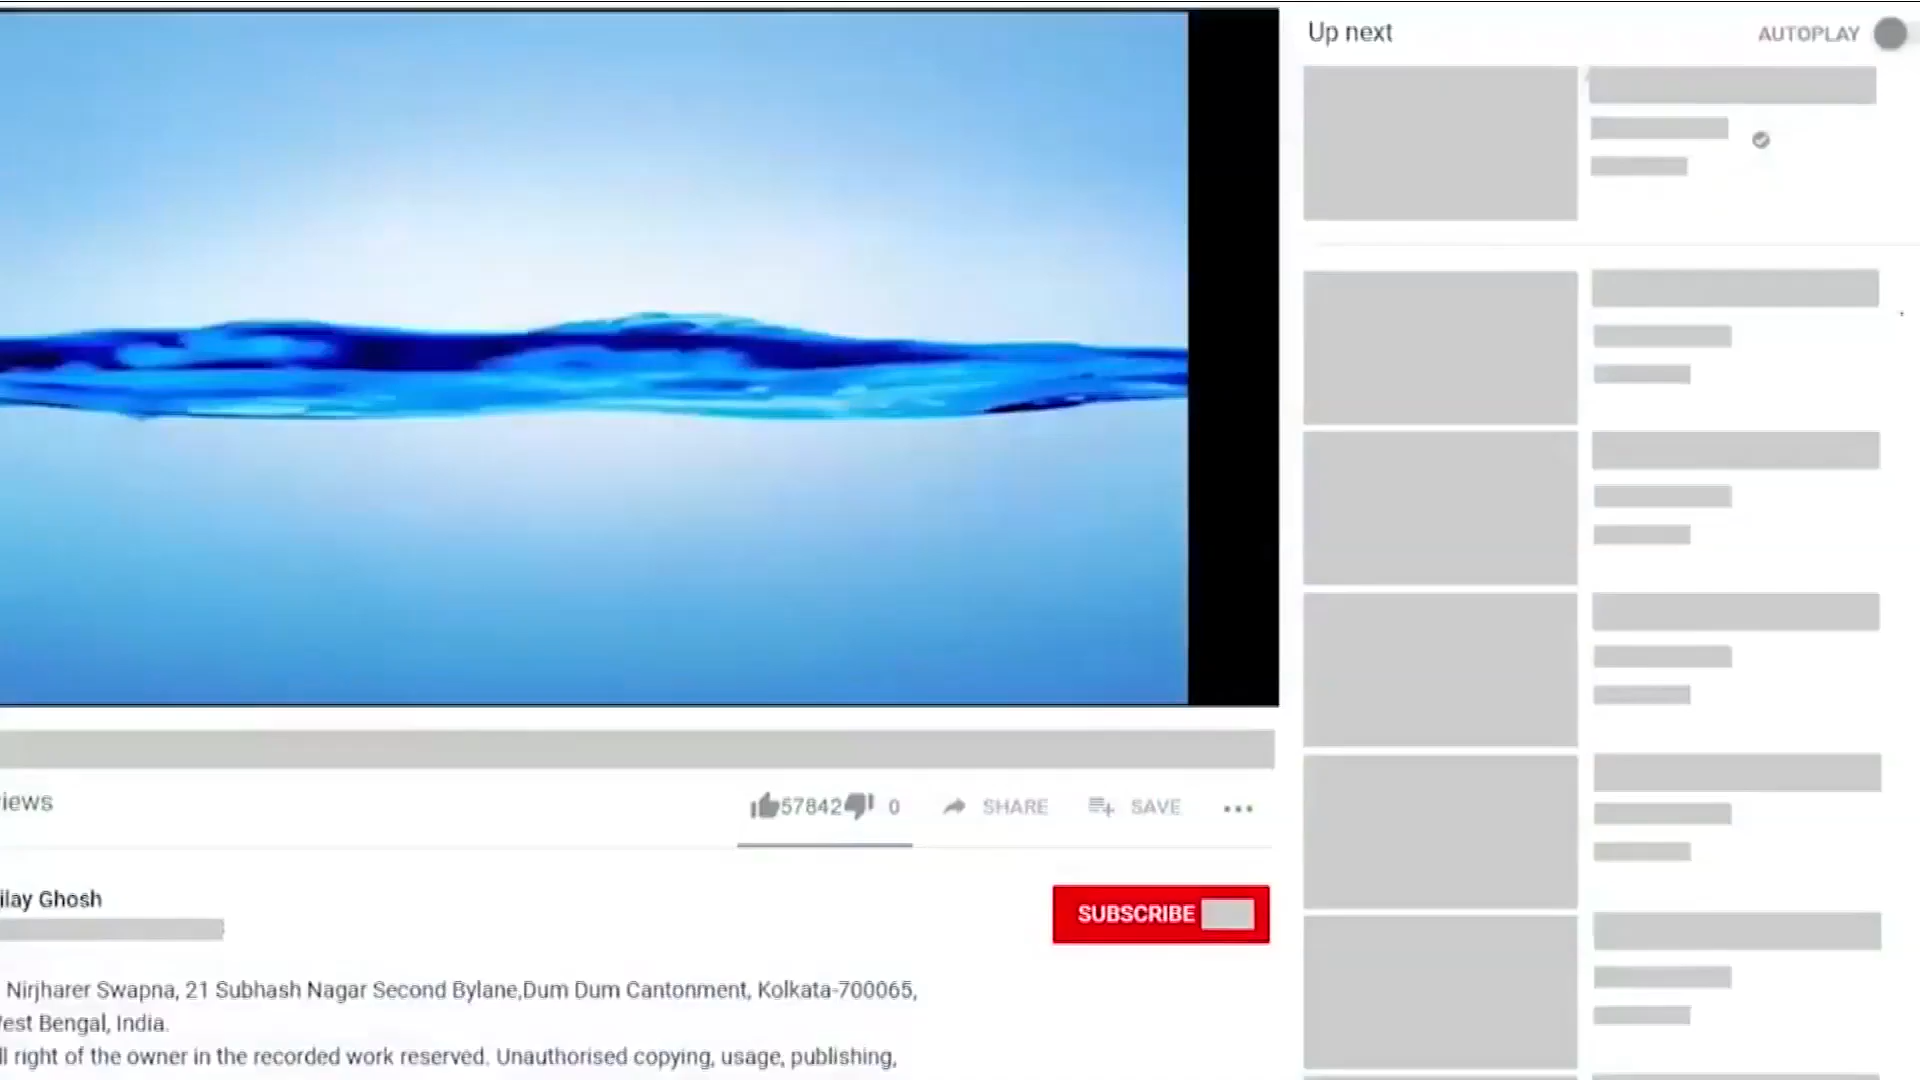 Up next
AUTOPLAY
iews
57842 0 SHARE SAVE
ilay Ghosh
SUBSCRIBE
Nirjharer Swapna, 21 Subhash Nagar Second Bylane,Dum Dum Cantonment, Kolkata-700065,
est Bengal, India.
ll right of the owner in the recorded work reserved. Unauthorised copying, usage, publishing,